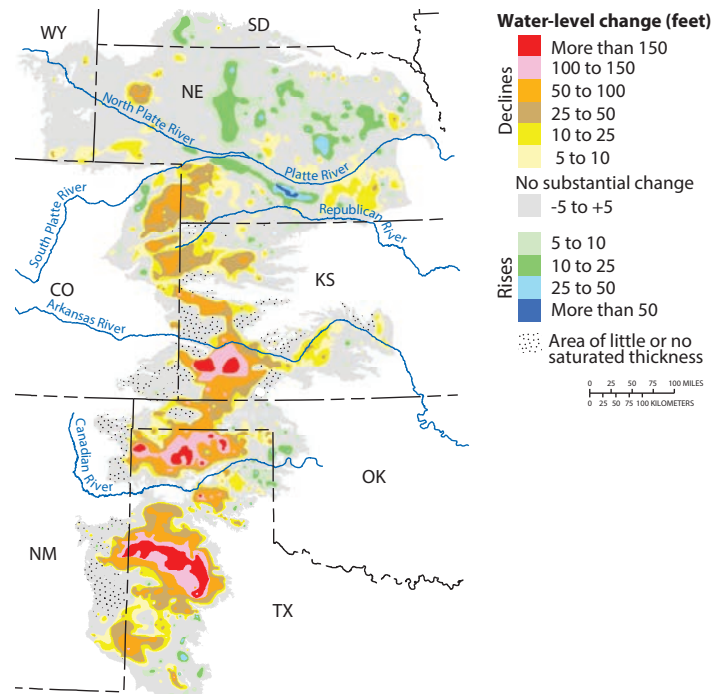 WY
SD
NE
North Platte River
Platte River
South Platte River
Republican
River
CO
KS
Arkansas River
Canadian
River
OK
NM
TX
Water-level change (feet)
Declines
More than 150
100 to 150
50 to 100
25 to 50
10 to 25
5 to 10
No substantial change
-5 to +5
Rises
5 to 10
10 to 25
25 to 50
More than 50
Area of little or no
saturated thickness
0 25 50 75 100 MILES
0 25 50 75 100 KILOMETERS